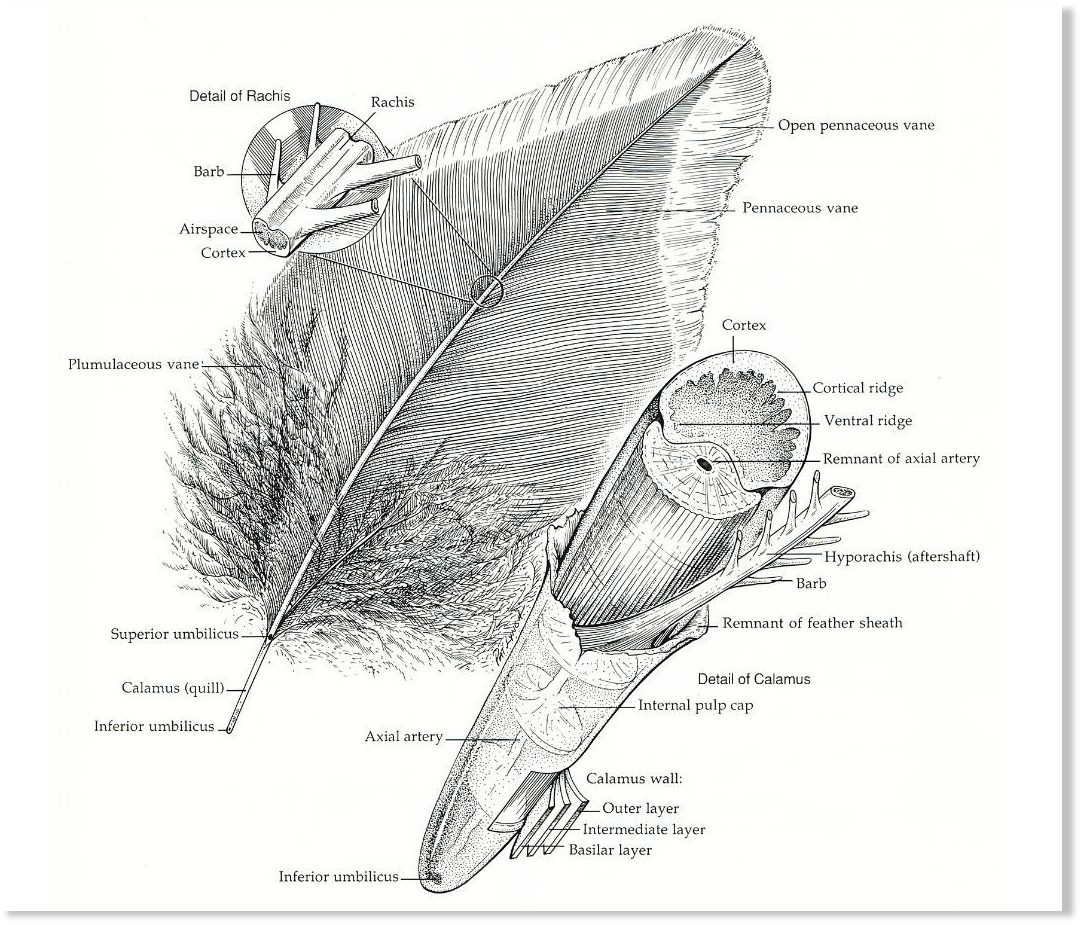 Detail of Rachis
Rachis
Barb
Airspace
Cortex
Open pennaceous vane
Pennaceous vane
Plumulaceous vane
Cortex
Cortical ridge
Ventral ridge
Remnant of axial artery
Hyporachis (aftershaft)
Barb
Remnant of feather sheath
Superior umbilicus
Calamus (quill)
Inferior umbilicus
Detail of Calamus
Internal pulp cap
Axial artery
Calamus wall:
Outer layer
Intermediate layer
Basilar layer
Inferior umbilicus